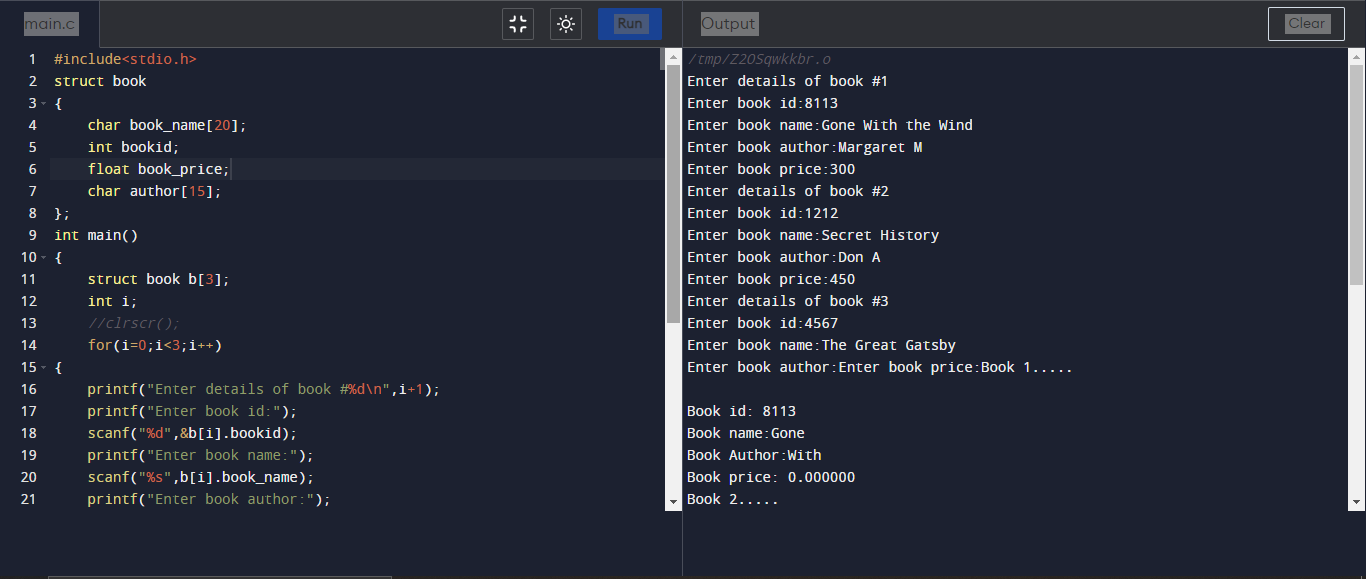 main.c
Run
#include<stdio.h>
1
struct book
2
{
3
char book_name[20];
4
int bookid;
5
float book_price;
6
char author[15];
7
};
8
int main()
9
{
10
struct book b[3];
11
int i;
12
//clrscr();
13
for(i=0;i<3;i++)
14
{
15
printf("Enter details of book #%d\n",i+1);
16
printf("Enter book id:");
17
scanf("%d",&b[i].bookid);
18
printf("Enter book name:");
19
scanf("%s",b[i].book_name);
20
printf("Enter book author:");
21
Output
Clear
/tmp/Z2OSqwkkbr.o
Enter details of book #1
Enter book id:8113
Enter book name:Gone With the Wind
Enter book author:Margaret M
Enter book price:300
Enter details of book #2
Enter book id:1212
Enter book name:Secret History
Enter book author:Don A
Enter book price:450
Enter details of book #3
Enter book id:4567
Enter book name:The Great Gatsby
Enter book author:Enter book price:Book 1.....
Book id: 8113
Book name:Gone
Book Author:With
Book price: 0.000000
Book 2.....